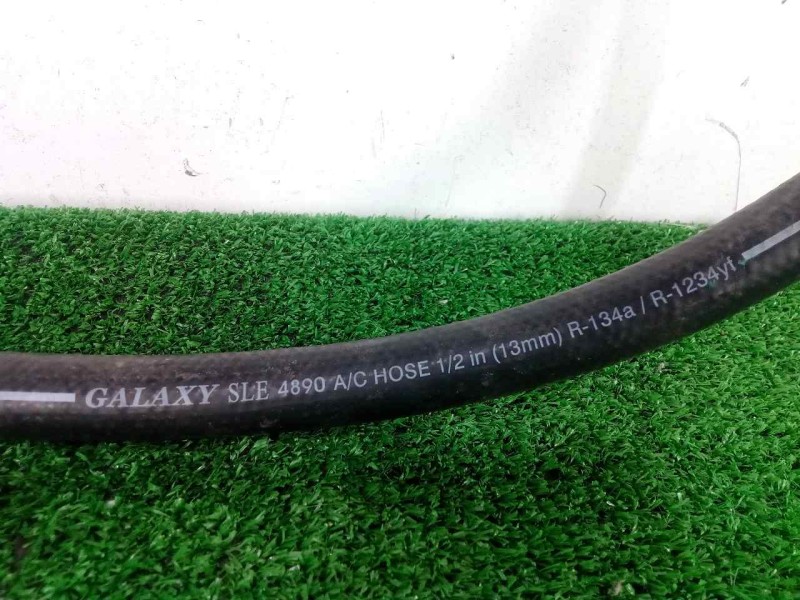 GALAXY SLE 4890 A/C HOSE 1/2 in (13mm) R-134a / R-1234yf